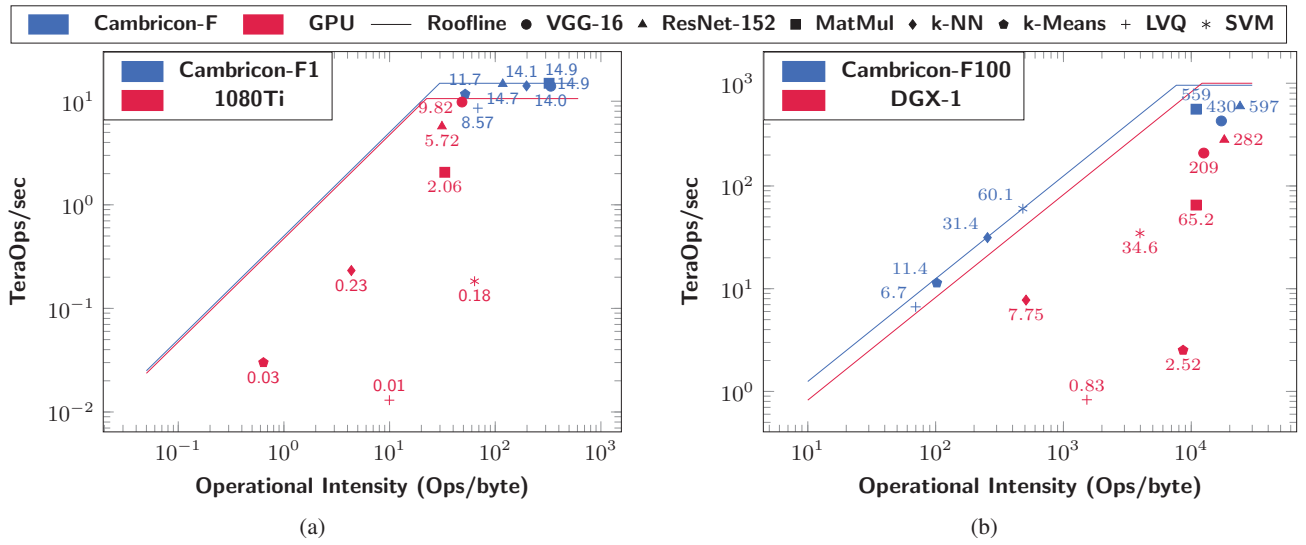 Cambricon-F GPU Roofline VGG-16 ResNet-152 MatMul k-NN k-Means LVQ SVM
Cambricon-F1
1080Ti
TeraOps/sec
10^1
10^0
10^−1
10^−2
11.7
14.1
14.9
14.9
14.7
14.0
9.82
8.57
5.72
2.06
0.23
0.18
0.03
0.01
10^−1 10^0 10^1 10^2 10^3
Operational Intensity (Ops/byte)
(a)
Cambricon-F100
DGX-1
TeraOps/sec
10^3
10^2
10^1
10^0
559
430
597
282
209
60.1
65.2
31.4
34.6
11.4
6.7
7.75
2.52
0.83
10^1 10^2 10^3 10^4
Operational Intensity (Ops/byte)
(b)